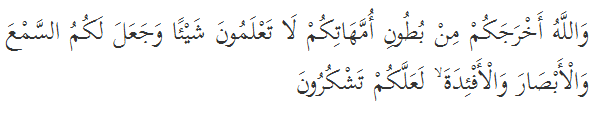 وَاللَّهُ أَخْرَجَكُمْ مِنْ بُطُونِ أُمَّهَاتِكُمْ لَا تَعْلَمُونَ شَيْئًا وَجَعَلَ لَكُمُ السَّمْعَ
وَالْأَبْصَارَ وَالْأَفْئِدَةَ ۙ لَعَلَّكُمْ تَشْكُرُونَ